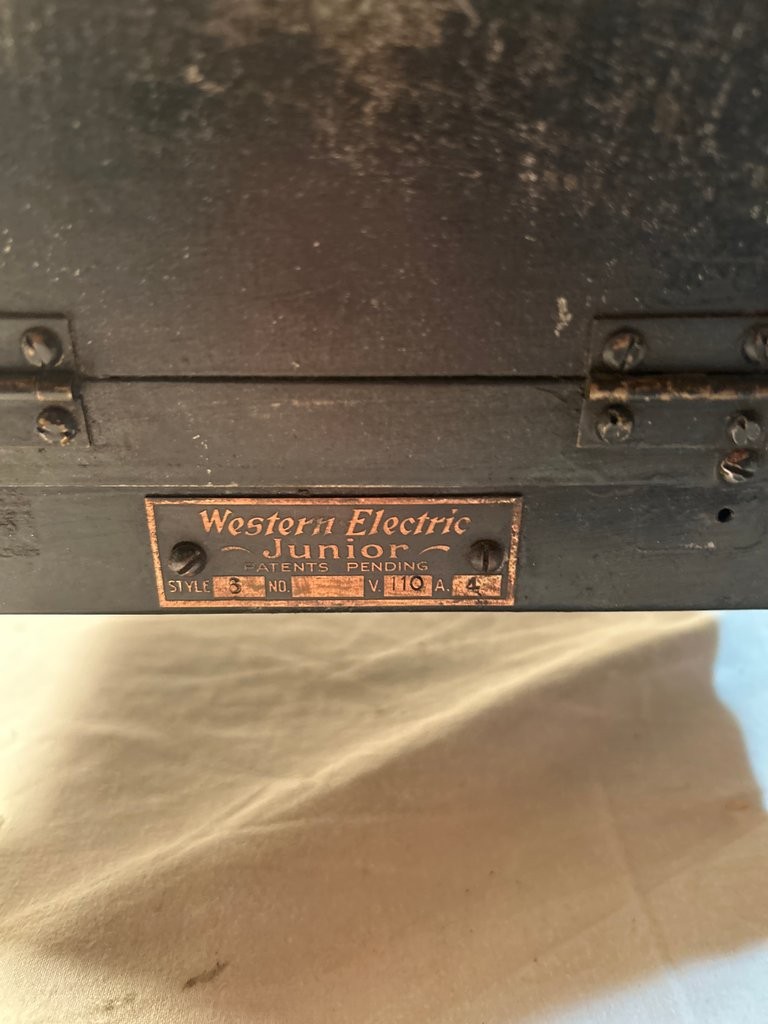 Western Electric
Junior
PATENTS PENDING
STYLE 3 NO. V. 110 A. 4